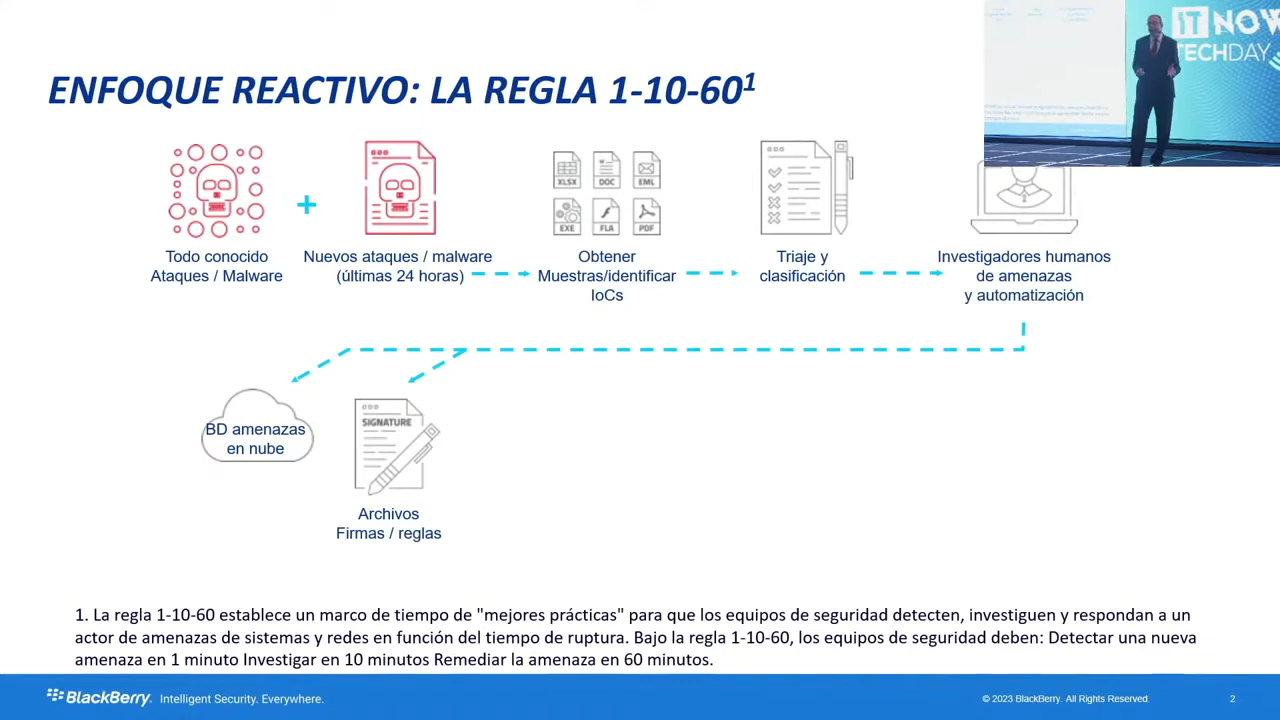 ENFOQUE REACTIVO: LA REGLA 1-10-60¹
IT NOW
TECHDAY
XLSX
DOC
EML
EXE
FLA
PDF
Todo conocido
Ataques / Malware
+
Nuevos ataques / malware
(últimas 24 horas)
Obtener
Muestras/identificar
IoCs
Triaje y
clasificación
Investigadores humanos
de amenazas
y automatización
BD amenazas
en nube
SIGNATURE
Archivos
Firmas / reglas
1. La regla 1-10-60 establece un marco de tiempo de "mejores prácticas" para que los equipos de seguridad detecten, investiguen y respondan a un
actor de amenazas de sistemas y redes en función del tiempo de ruptura. Bajo la regla 1-10-60, los equipos de seguridad deben: Detectar una nueva
amenaza en 1 minuto Investigar en 10 minutos Remediar la amenaza en 60 minutos.
BlackBerry. Intelligent Security. Everywhere.
© 2023 BlackBerry. All Rights Reserved.
2